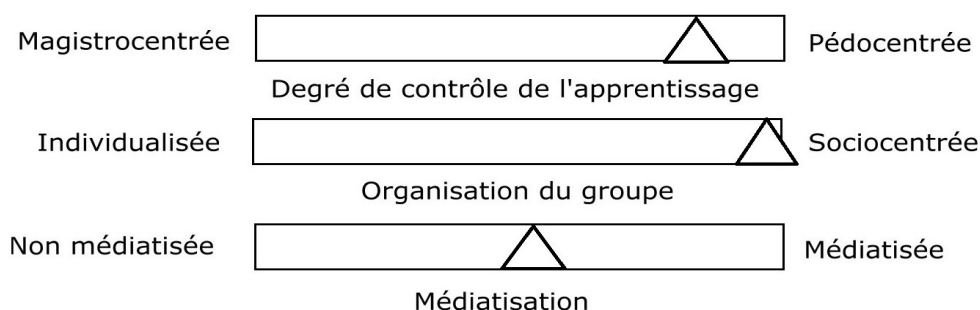 Magistrocentrée Pédocentrée
Degré de contrôle de l'apprentissage
Individualisée Sociocentrée
Organisation du groupe
Non médiatisée Médiatisée
Médiatisation